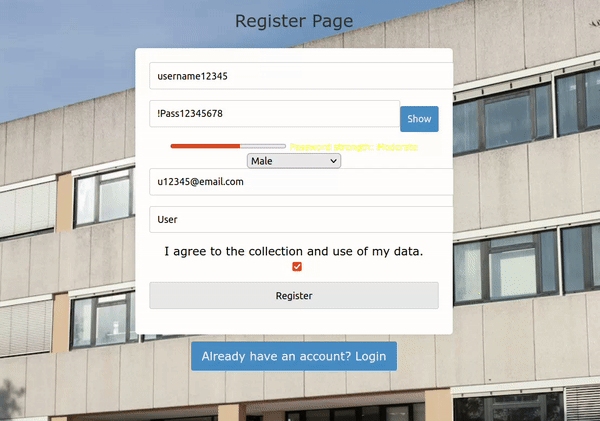 Register Page
username12345
!Pass12345678
Show
Password strength: Moderate
Male
u12345@email.com
User
I agree to the collection and use of my data.
Register
Already have an account? Login